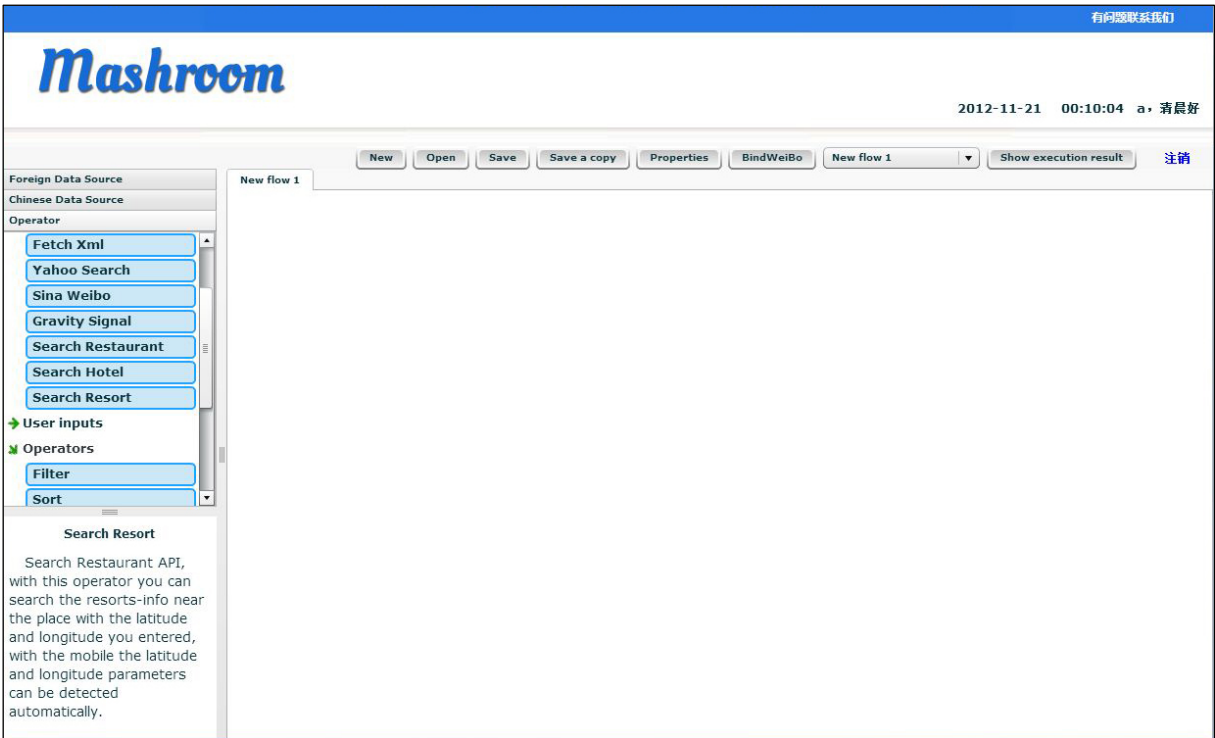 有问题联系我们
Mashroom
2012-11-21 00:10:04 a，清晨好
New Open Save Save a copy Properties BindWeiBo New flow 1 Show execution result 注销
Foreign Data Source
Chinese Data Source
Operator
New flow 1
Fetch Xml
Yahoo Search
Sina Weibo
Gravity Signal
Search Restaurant
Search Hotel
Search Resort
User inputs
Operators
Filter
Sort
Search Resort
Search Restaurant API,
with this operator you can
search the resorts-info near
the place with the latitude
and longitude you entered,
with the mobile the latitude
and longitude parameters
can be detected
automatically.